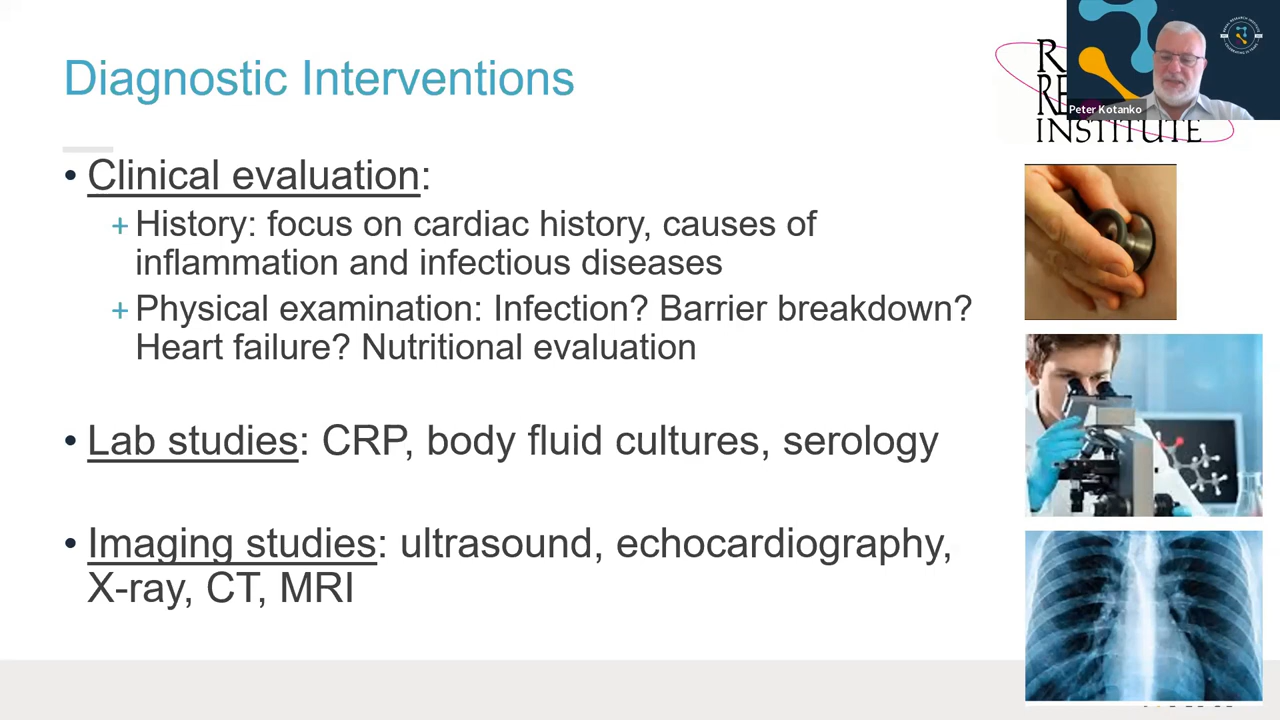 Diagnostic Interventions
• Clinical evaluation:
+ History: focus on cardiac history, causes of
inflammation and infectious diseases
+ Physical examination: Infection? Barrier breakdown?
Heart failure? Nutritional evaluation
• Lab studies: CRP, body fluid cultures, serology
• Imaging studies: ultrasound, echocardiography,
X-ray, CT, MRI
INSTITUTE
Peter Kotanko